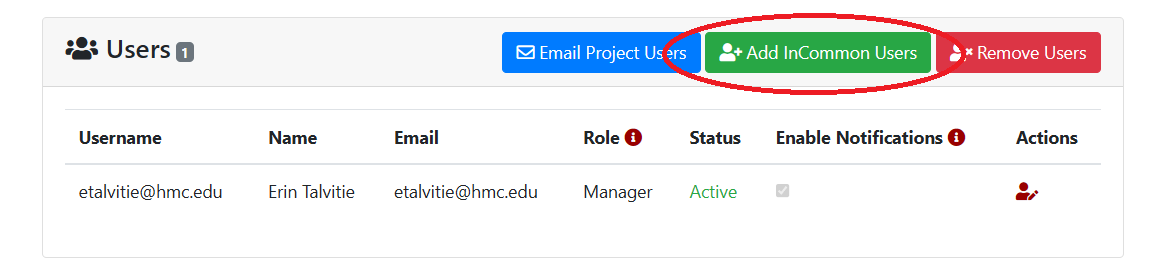 Users 1
Email Project Users
Add InCommon Users
Remove Users
Username Name Email Role Status Enable Notifications Actions
etalvitie@hmc.edu Erin Talvitie etalvitie@hmc.edu Manager Active